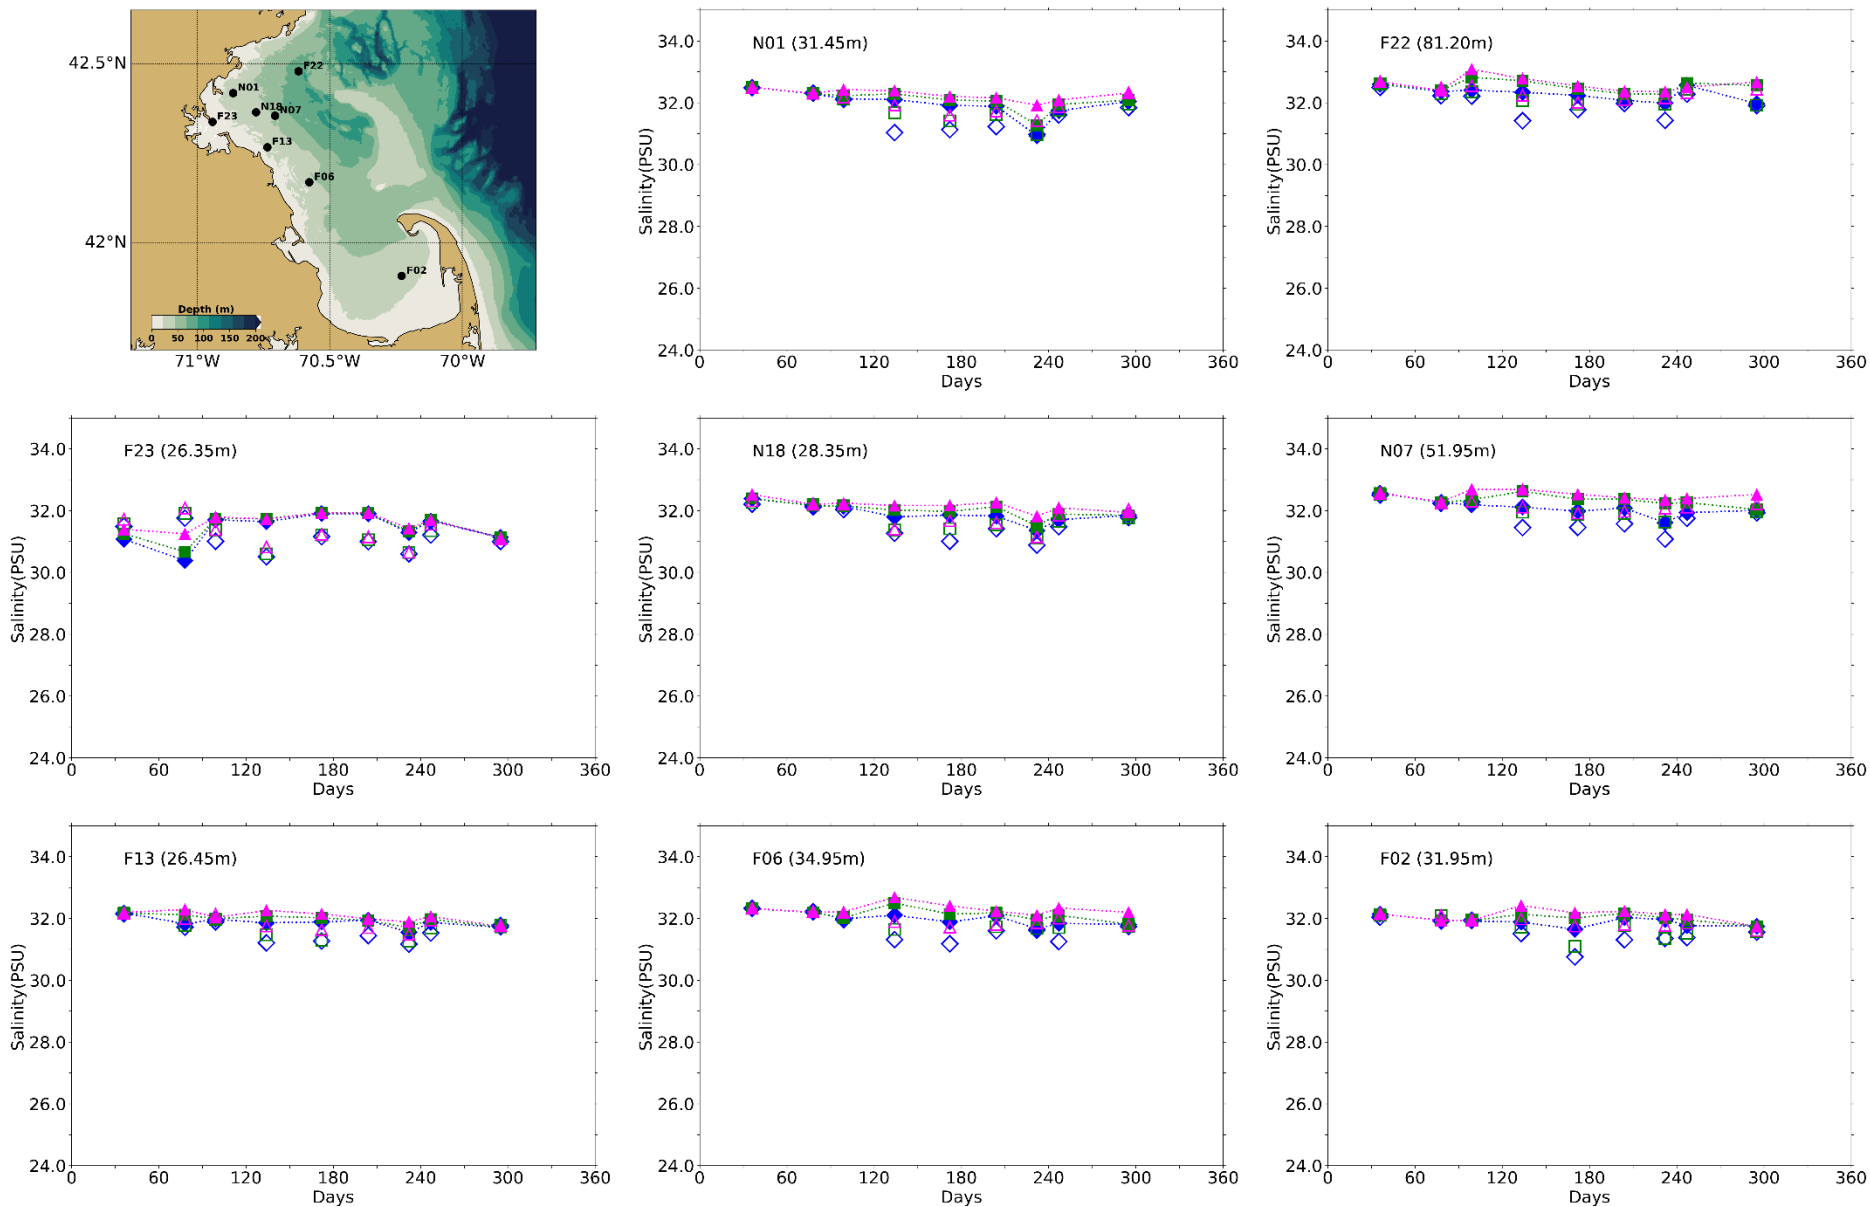 42.5°N
42°N
71°W
70.5°W
70°W
F22
N01
N18
N07
F23
F13
F06
F02
Depth (m)
0 50 100 150 200
N01 (31.45m)
Salinity(PSU)
34.0
32.0
30.0
28.0
26.0
24.0
0 60 120 180 240 300 360
Days
F22 (81.20m)
Salinity(PSU)
34.0
32.0
30.0
28.0
26.0
24.0
0 60 120 180 240 300 360
Days
F23 (26.35m)
Salinity(PSU)
34.0
32.0
30.0
28.0
26.0
24.0
0 60 120 180 240 300 360
Days
N18 (28.35m)
Salinity(PSU)
34.0
32.0
30.0
28.0
26.0
24.0
0 60 120 180 240 300 360
Days
N07 (51.95m)
Salinity(PSU)
34.0
32.0
30.0
28.0
26.0
24.0
0 60 120 180 240 300 360
Days
F13 (26.45m)
Salinity(PSU)
34.0
32.0
30.0
28.0
26.0
24.0
0 60 120 180 240 300 360
Days
F06 (34.95m)
Salinity(PSU)
34.0
32.0
30.0
28.0
26.0
24.0
0 60 120 180 240 300 360
Days
F02 (31.95m)
Salinity(PSU)
34.0
32.0
30.0
28.0
26.0
24.0
0 60 120 180 240 300 360
Days